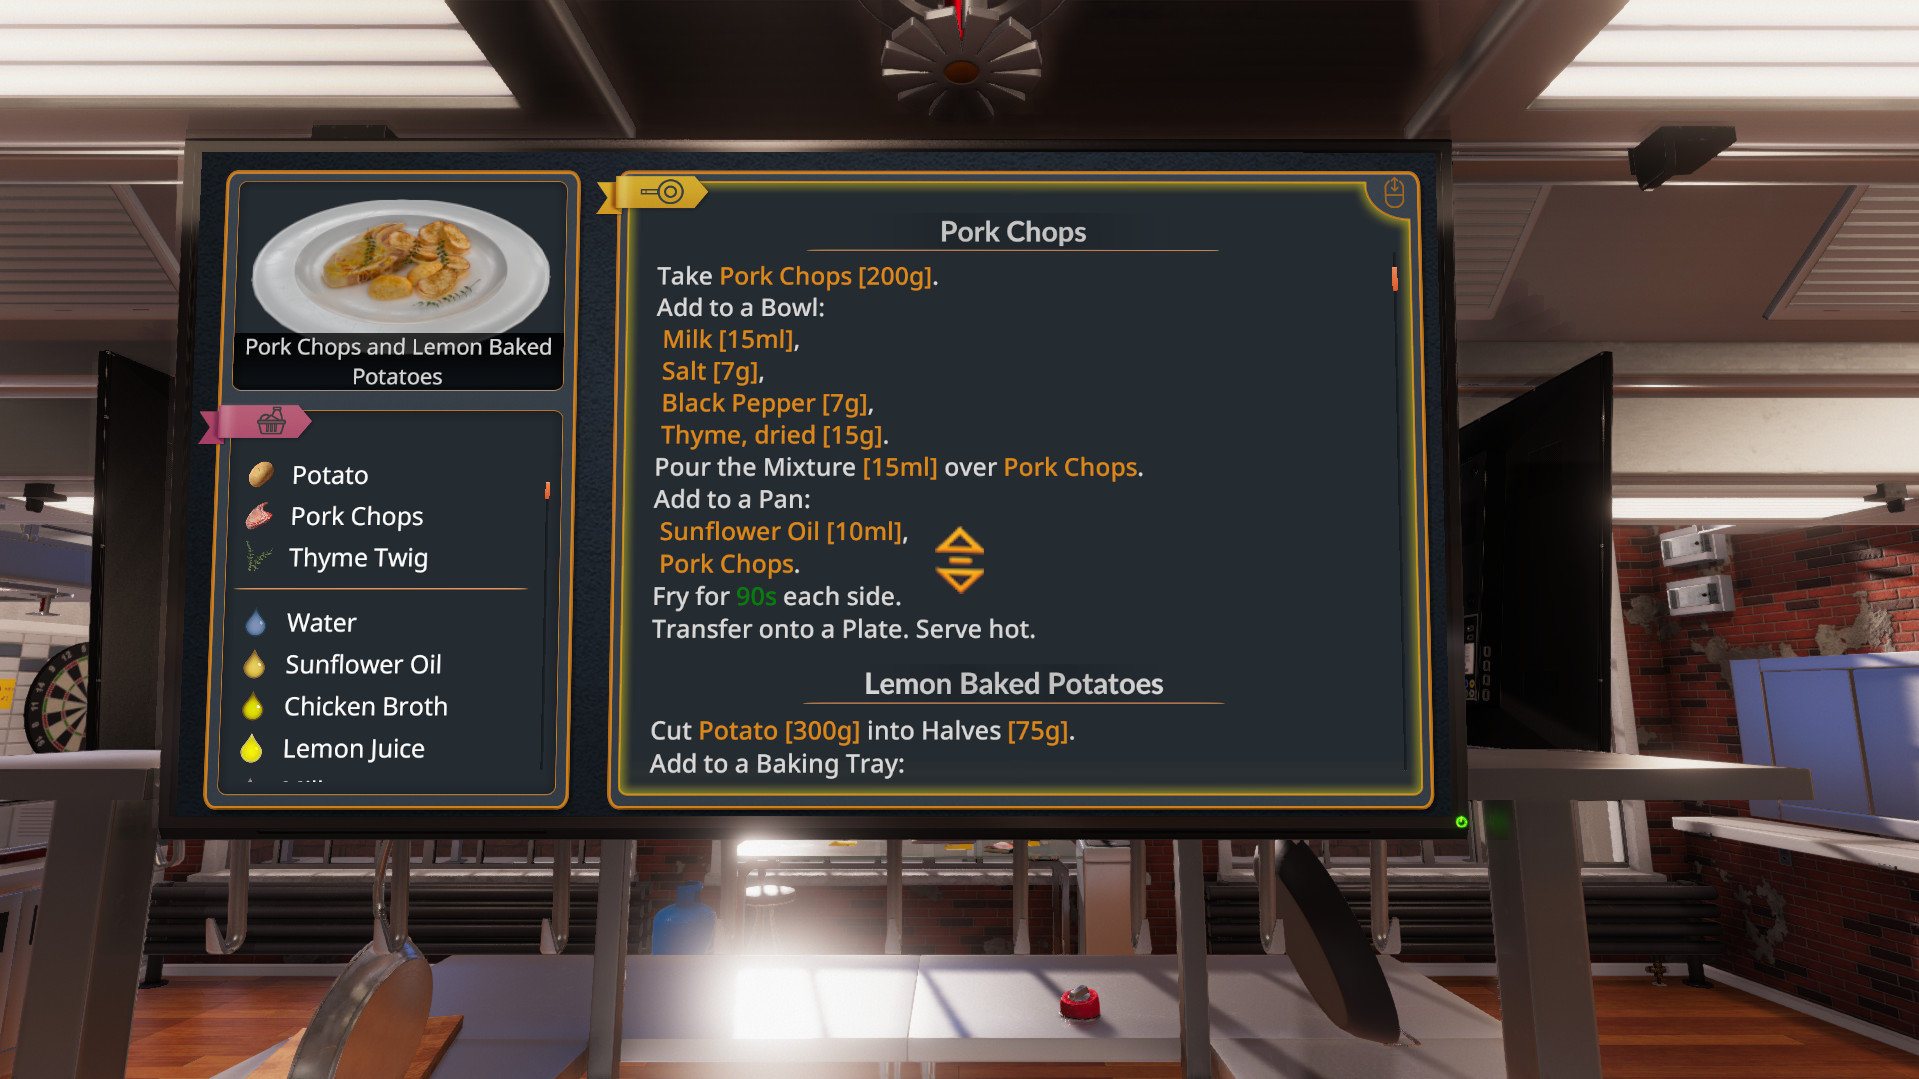 Pork Chops and Lemon Baked
Potatoes
Potato
Pork Chops
Thyme Twig
Water
Sunflower Oil
Chicken Broth
Lemon Juice
Pork Chops
Take Pork Chops [200g].
Add to a Bowl:
Milk [15ml],
Salt [7g],
Black Pepper [7g],
Thyme, dried [15g].
Pour the Mixture [15ml] over Pork Chops.
Add to a Pan:
Sunflower Oil [10ml],
Pork Chops.
Fry for 90s each side.
Transfer onto a Plate. Serve hot.
Lemon Baked Potatoes
Cut Potato [300g] into Halves [75g].
Add to a Baking Tray: